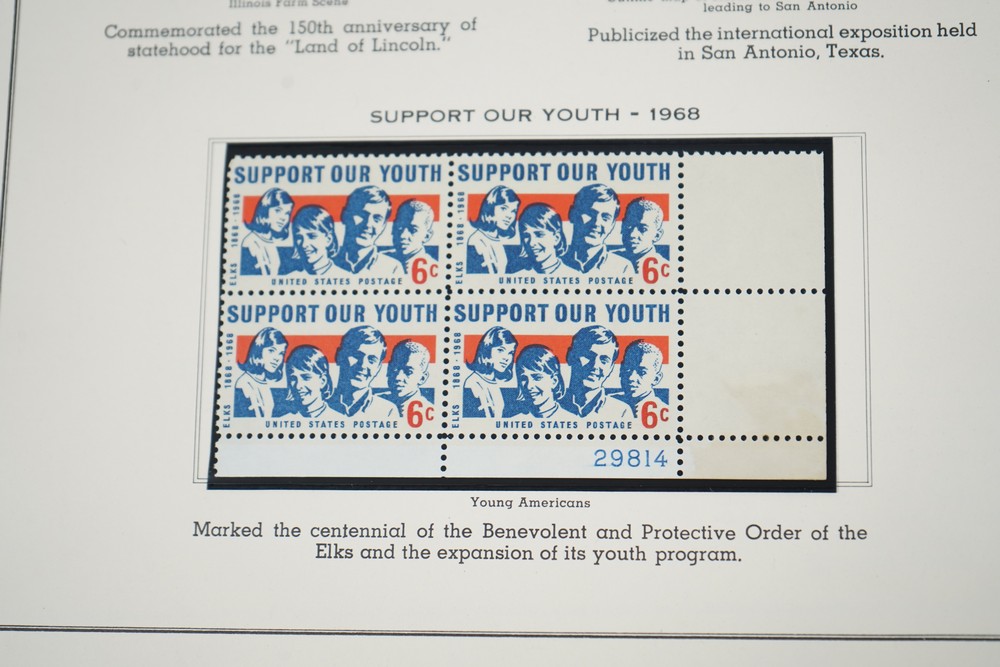 Illinois Farm Scene
Commemorated the 150th anniversary of
statehood for the "Land of Lincoln."
leading to San Antonio
Publicized the international exposition held
in San Antonio, Texas.
SUPPORT OUR YOUTH - 1968
SUPPORT OUR YOUTH
ELKS 1868·1968
6c
UNITED STATES POSTAGE
SUPPORT OUR YOUTH
ELKS 1868·1968
6c
UNITED STATES POSTAGE
SUPPORT OUR YOUTH
ELKS 1868·1968
6c
UNITED STATES POSTAGE
SUPPORT OUR YOUTH
ELKS 1868·1968
6c
UNITED STATES POSTAGE
29814
Young Americans
Marked the centennial of the Benevolent and Protective Order of the
Elks and the expansion of its youth program.